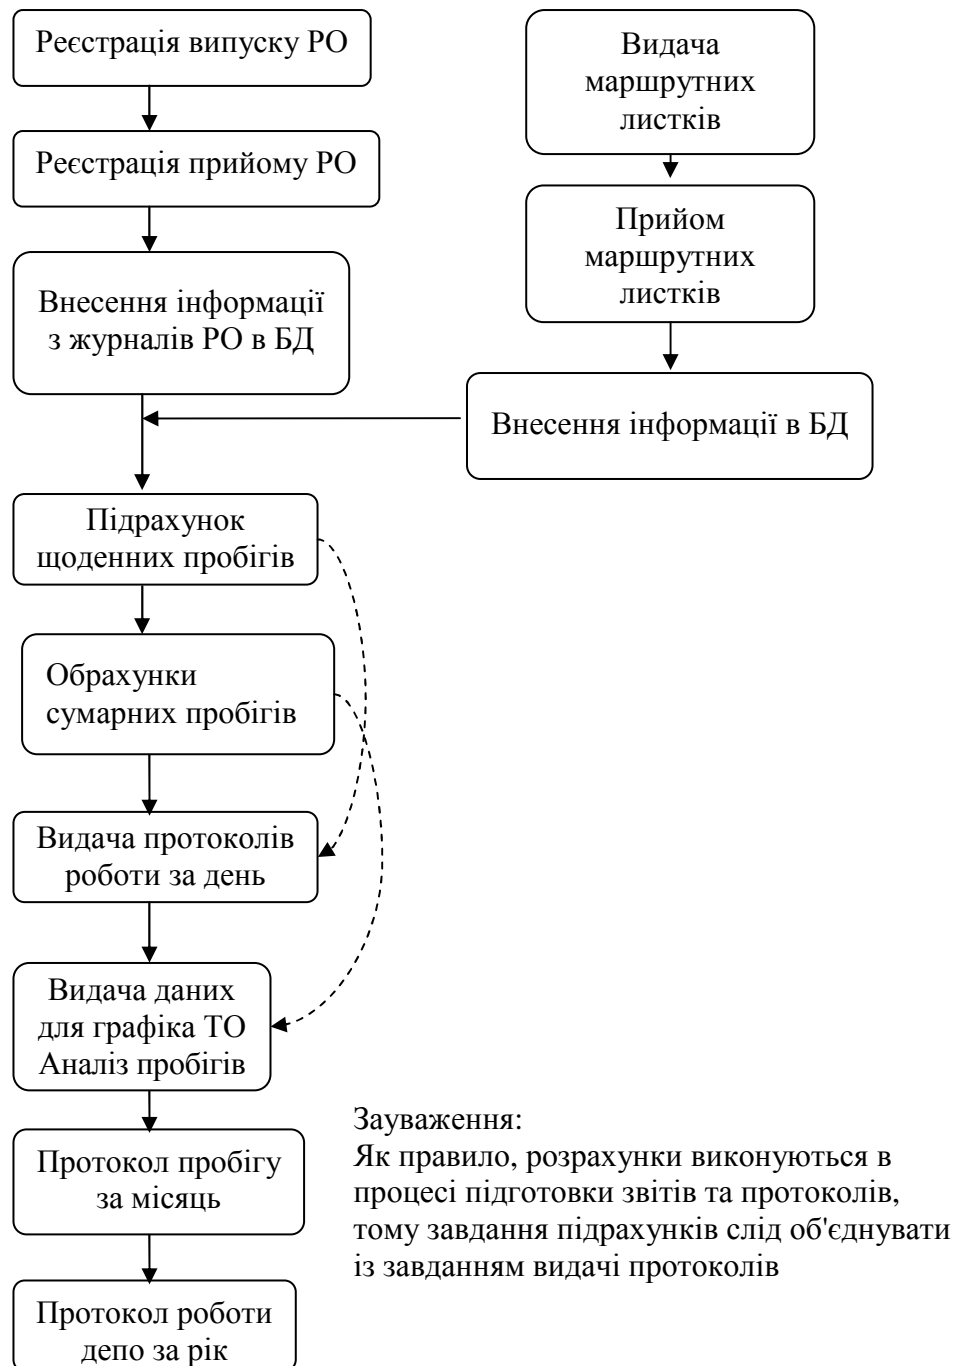 Реєстрація випуску РО
Реєстрація прийому РО
Внесення інформації
з журналів РО в БД
Видача
маршрутних
листків
Прийом
маршрутних
листків
Внесення інформації в БД
Підрахунок
щоденних пробігів
Обрахунки
сумарних пробігів
Видача протоколів
роботи за день
Видача даних
для графіка ТО
Аналіз пробігів
Протокол пробігу
за місяць
Протокол роботи
депо за рік
Зауваження:
Як правило, розрахунки виконуються в
процесі підготовки звітів та протоколів,
тому завдання підрахунків слід об'єднувати
із завданням видачі протоколів